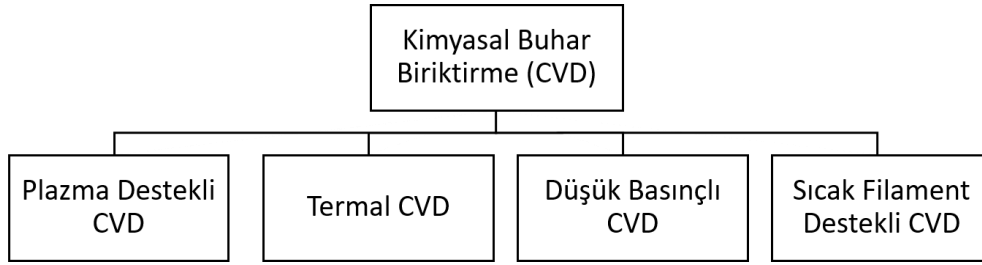 Kimyasal Buhar
Biriktirme (CVD)
Plazma Destekli
CVD
Termal CVD
Düşük Basınçlı
CVD
Sıcak Filament
Destekli CVD